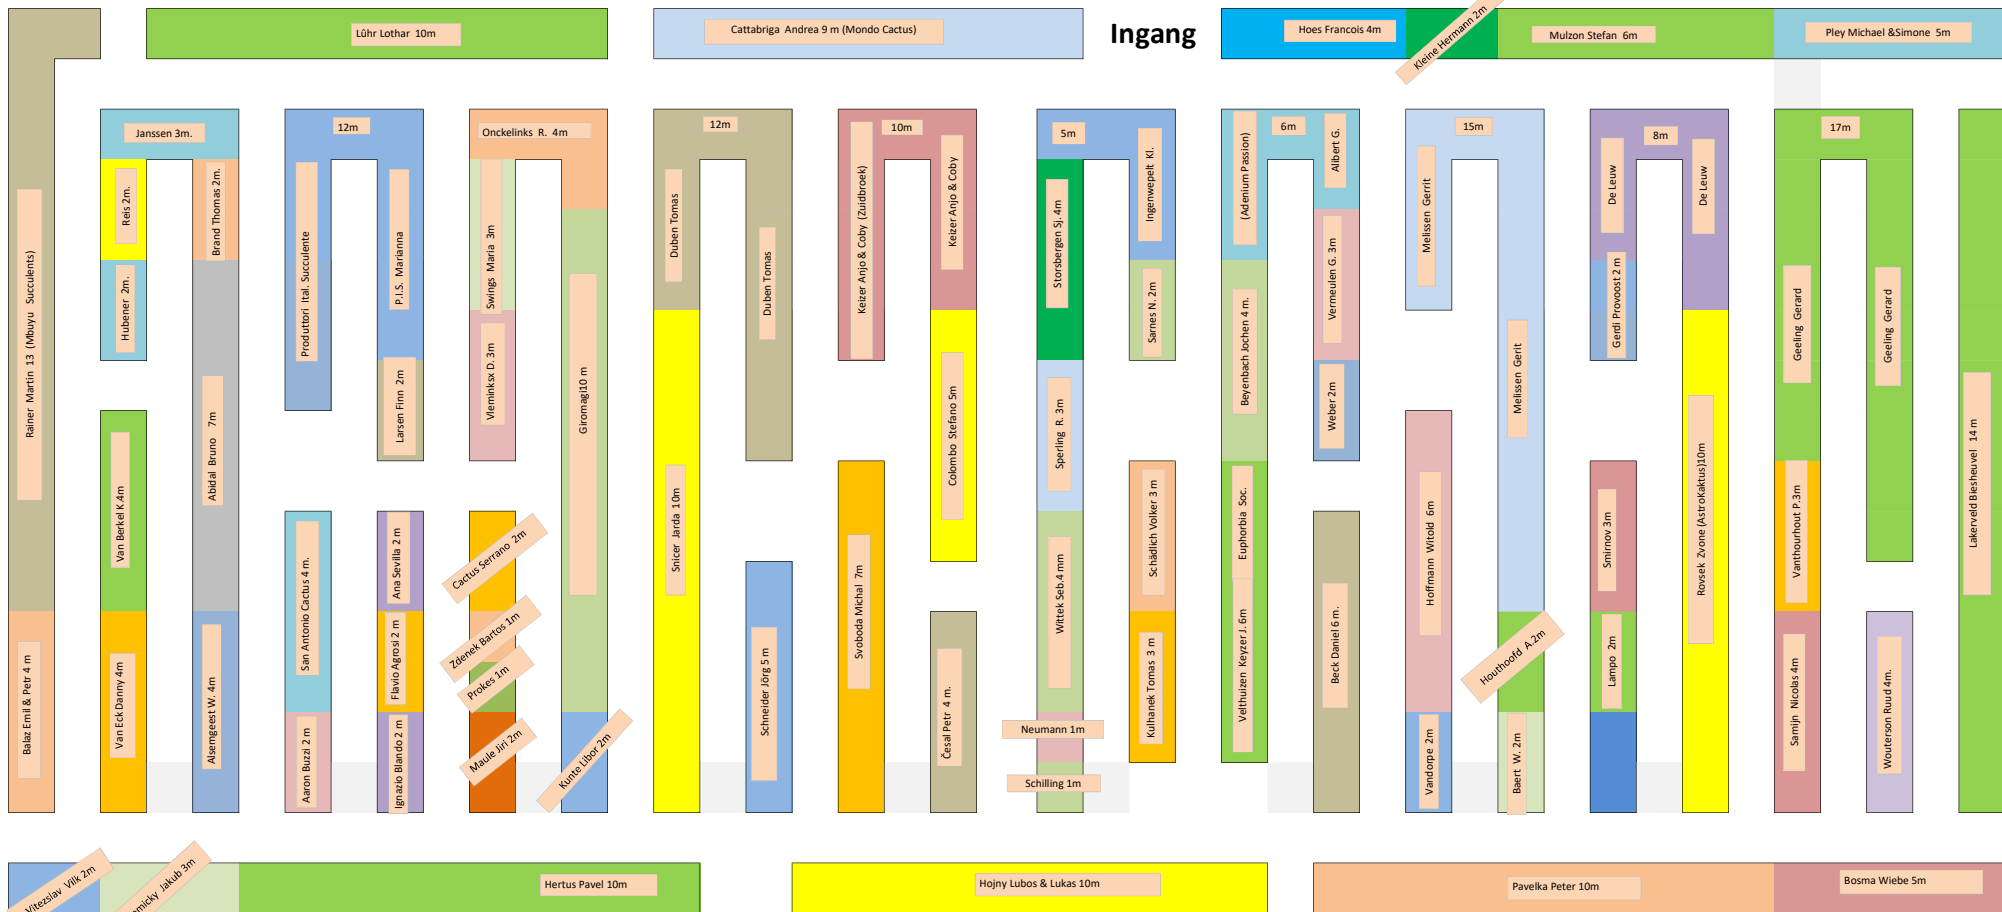 Lûhr Lothar 10m
Cattabriga Andrea 9 m (Mondo Cactus)
Ingang
Hoes Francois 4m
Kleine Hermann 2m
Mulzon Stefan 6m
Pley Michael &Simone 5m
Janssen 3m.
12m
Onckelinks R. 4m
12m
10m
5m
6m
15m
8m
17m
Rainer Martin 13 (Mbuyu Succulents)
Reis 2m.
Brand Thomas 2m.
Hubener 2m.
Abidal Bruno 7m
Produttori Ital. Succulente
P.I.S. Marianna
Larsen Finn 2m
Swings Maria 3m
Vleminksx D. 3m
Giromagi10 m
Duben Tomas
Duben Tomas
Keizer Anjo & Coby (Zuidbroek)
Keizer Anjo & Coby
Colombo Stefano 5m
Storsbergen Sj. 4m
Ingenwepelt Kl.
Sarnes N. 2m
Sperling R. 3m
(Adenium Passion)
Albert G.
Vermeulen G. 3m
Beyenbach Jochen 4 m.
Weber 2m
Melissen Gerrit
Melissen Gerit
De Leuw
De Leuw
Gerdi Provoost 2 m
Rovsek Zvone (AstroKaktus)10m
Geeling Gerard
Geeling Gerard
Lakerveld Biesheuvel 14 m
Van Berkel K.4m
San Antonio Cactus 4 m.
Ana Sevilla 2 m
Cactus Serrano 2m
Snicer Jarda 10m
Svoboda Michal 7m
Schädlich Volker 3 m
Wittek Seb.4 mm
Euphorbia Soc.
Velthuizen Keyzer J. 6m
Beck Daniel 6 m.
Hoffmann Witold 6m
Smirnov 3m
Vanthourhout P.3m
Balaz Emil & Petr 4 m
Van Eck Danny 4m
Alsemgeest W. 4m
Aaron Buzzi 2 m
Flavio Agrosi 2 m
Ignazio Blando 2 m
Zdenek Bartos 1m
Prokes 1m
Maule Jiri 2m
Kunte Libor 2m
Schneider Jörg 5 m
Česal Petr 4 m.
Neumann 1m
Schilling 1m
Kulhanek Tomas 3 m
Houthoofd A.2m
Vandorpe 2m
Baert W. 2m
Lampo 2m
Samijn Nicolas 4m
Wouterson Ruud 4m.
Vitezslav Vilk 2m
Jakub 3m
Hertus Pavel 10m
Hojny Lubos & Lukas 10m
Pavelka Peter 10m
Bosma Wiebe 5m